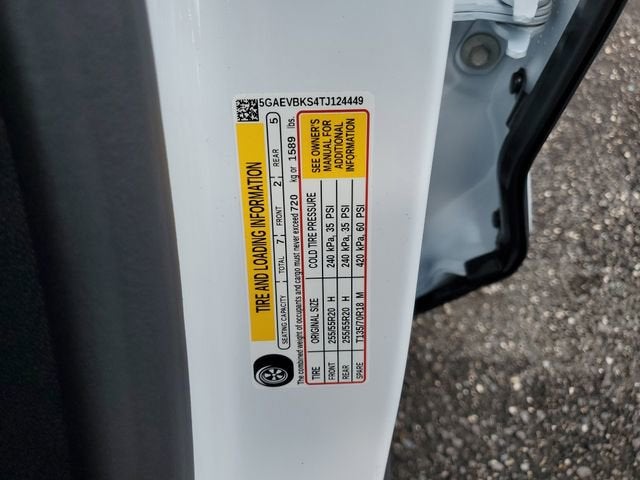 5GAEVBKS4TJ124449
TIRE AND LOADING INFORMATION
SEATING CAPACITY TOTAL 7 FRONT 2 REAR 5
The combined weight of occupants and cargo must never exceed 720 kg or 1589 lbs.
TIRE ORIGINAL SIZE COLD TIRE PRESSURE
FRONT 255/55R20 H 240 kPa, 35 PSI
REAR 255/55R20 H 240 kPa, 35 PSI
SPARE T135/70R18 M 420 kPa, 60 PSI
SEE OWNER'S
MANUAL FOR
ADDITIONAL
INFORMATION